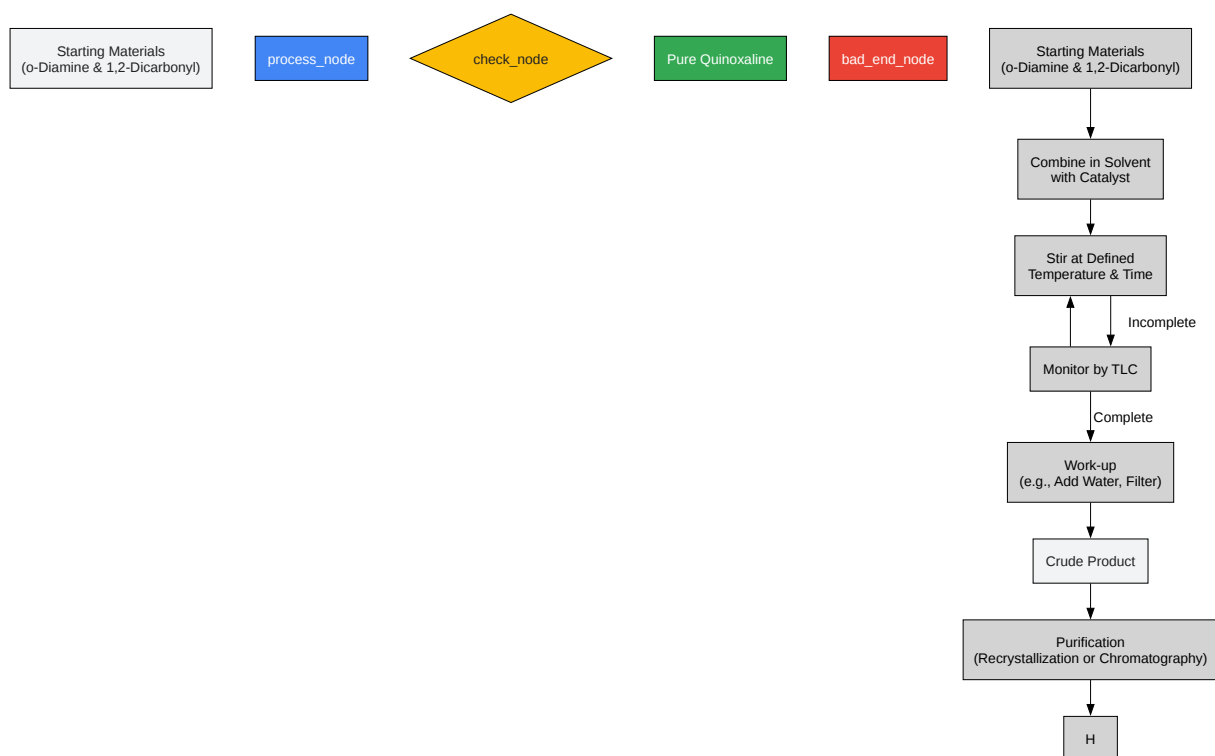 Starting Materials
(o-Diamine & 1,2-Dicarbonyl)
process_node
check_node
Pure Quinoxaline
bad_end_node
Starting Materials
(o-Diamine & 1,2-Dicarbonyl)
Combine in Solvent
with Catalyst
Stir at Defined
Temperature & Time
Incomplete
Monitor by TLC
Complete
Work-up
(e.g., Add Water, Filter)
Crude Product
Purification
(Recrystallization or Chromatography)
H